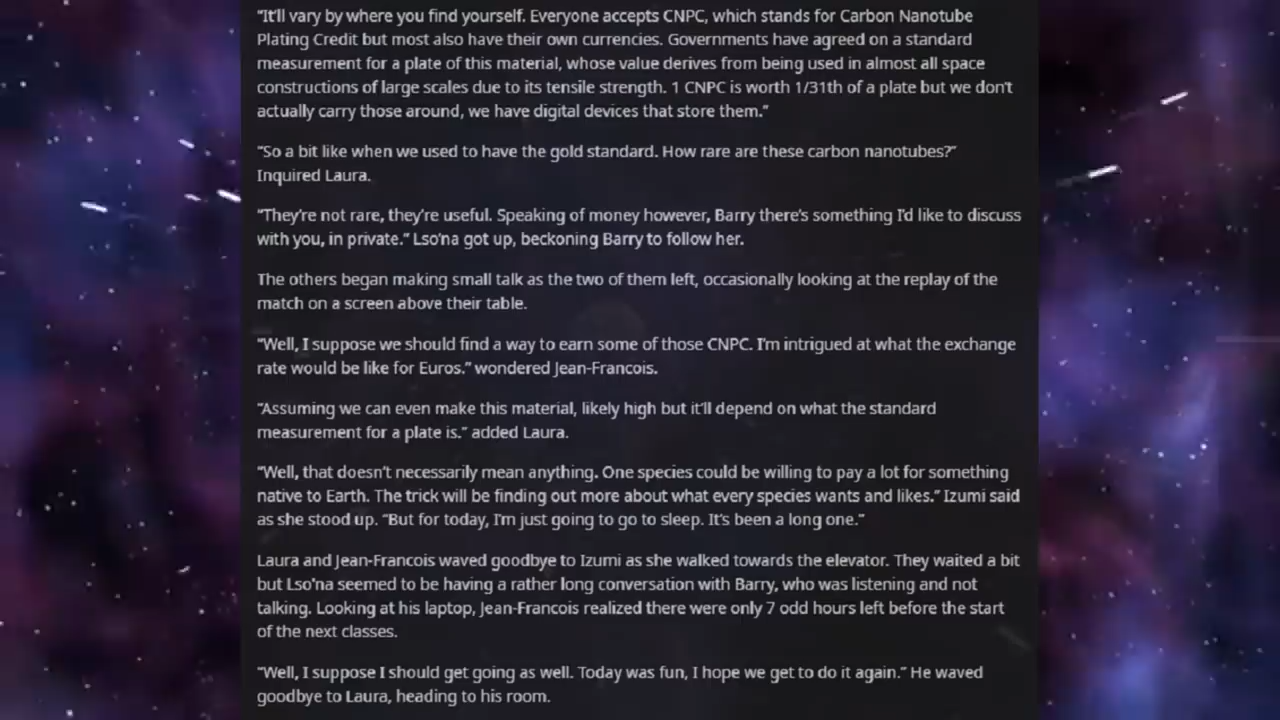 “It’ll vary by where you find yourself. Everyone accepts CNPC, which stands for Carbon Nanotube
Plating Credit but most also have their own currencies. Governments have agreed on a standard
measurement for a plate of this material, whose value derives from being used in almost all space
constructions of large scales due to its tensile strength. 1 CNPC is worth 1/31th of a plate but we don’t
actually carry those around, we have digital devices that store them.”
“So a bit like when we used to have the gold standard. How rare are these carbon nanotubes?”
Inquired Laura.
“They’re not rare, they’re useful. Speaking of money however, Barry there’s something I’d like to discuss
with you, in private.” Lso’na got up, beckoning Barry to follow her.
The others began making small talk as the two of them left, occasionally looking at the replay of the
match on a screen above their table.
“Well, I suppose we should find a way to earn some of those CNPC. I’m intrigued at what the exchange
rate would be like for Euros.” wondered Jean-Francois.
“Assuming we can even make this material, likely high but it’ll depend on what the standard
measurement for a plate is.” added Laura.
“Well, that doesn’t necessarily mean anything. One species could be willing to pay a lot for something
native to Earth. The trick will be finding out more about what every species wants and likes.” Izumi said
as she stood up. “But for today, I’m just going to go to sleep. It’s been a long one.”
Laura and Jean-Francois waved goodbye to Izumi as she walked towards the elevator. They waited a bit
but Lso’na seemed to be having a rather long conversation with Barry, who was listening and not
talking. Looking at his laptop, Jean-Francois realized there were only 7 odd hours left before the start
of the next classes.
“Well, I suppose I should get going as well. Today was fun, I hope we get to do it again.” He waved
goodbye to Laura, heading to his room.